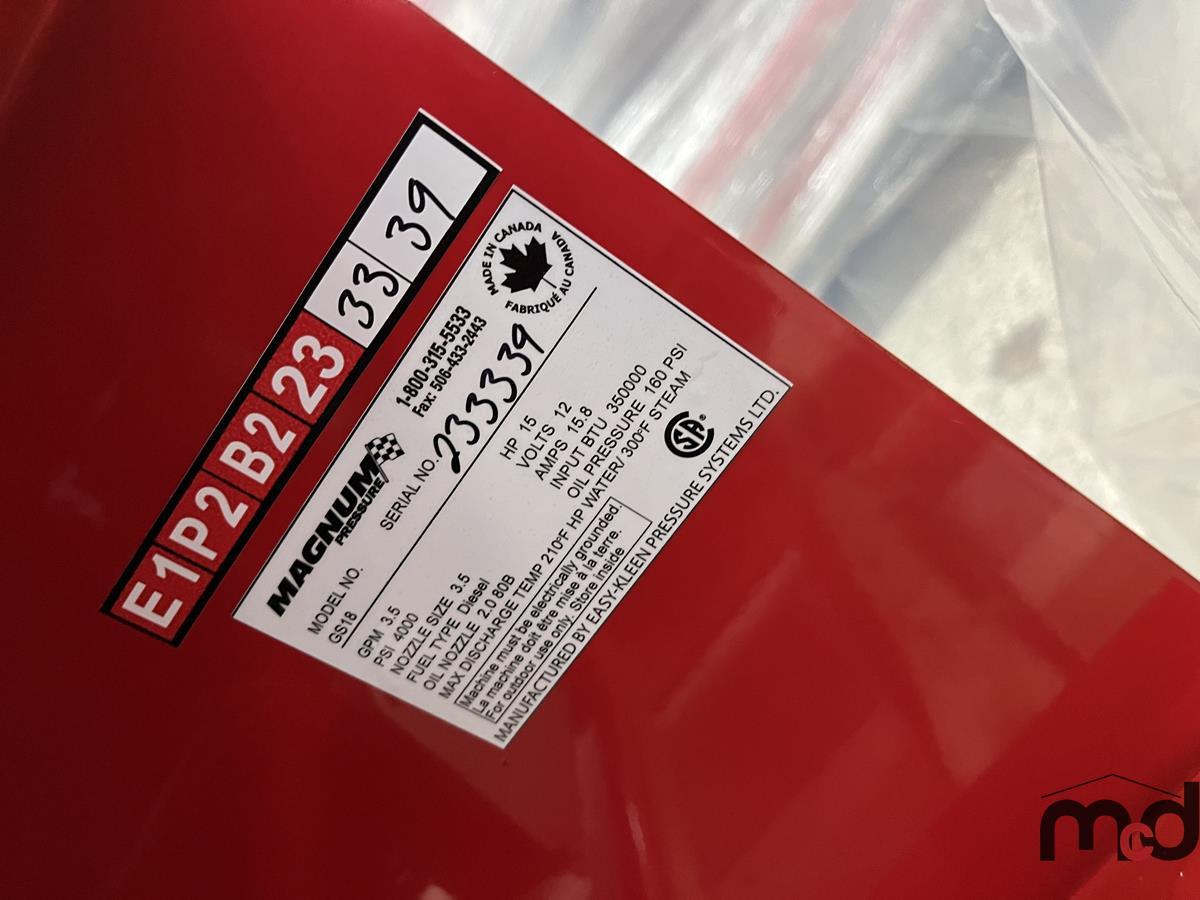 E1 P2 B2 23 33 39
MADE IN CANADA
FABRIQUÉ AU CANADA
MAGNUM
PRESSURE
1-800-315-5533
Fax: 506-433-2443
MODEL NO. SERIAL NO. 233339
GS18
GPM 3.5 HP 15
PSI 4000 VOLTS 12
NOZZLE SIZE 3.5 AMPS 15.8
FUEL TYPE Diesel INPUT BTU 350000
OIL NOZZLE 2.0 80B OIL PRESSURE 160 PSI
MAX DISCHARGE TEMP 210°F HP WATER/ 300°F STEAM
Machine must be electrically grounded.
La machine doit être mise à la terre.
For outdoor use only. Store inside
SA®
MANUFACTURED BY EASY-KLEEN PRESSURE SYSTEMS LTD.
mcd